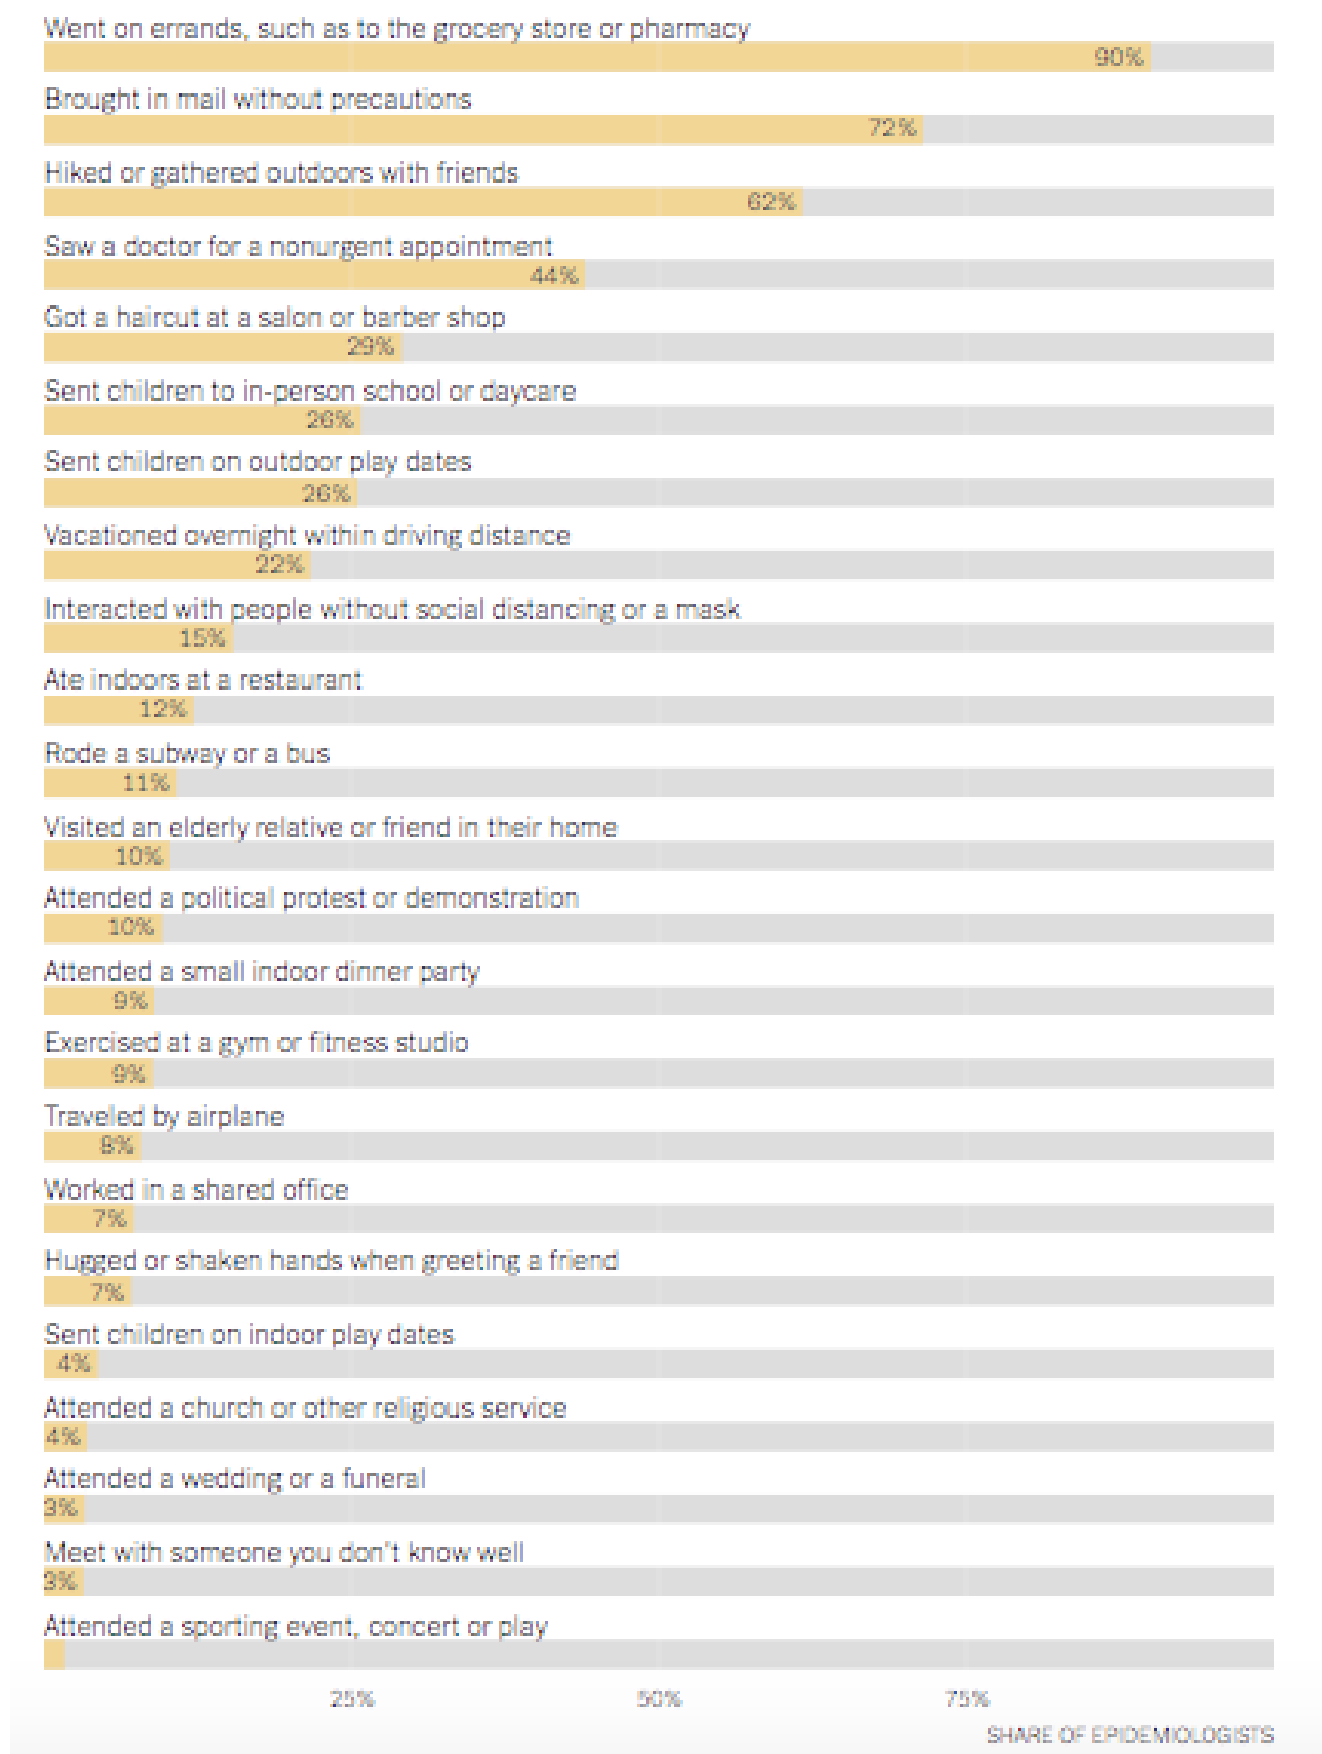 Went on errands, such as to the grocery store or pharmacy
90%
Brought in mail without precautions
72%
Hiked or gathered outdoors with friends
62%
Saw a doctor for a nonurgent appointment
44%
Got a haircut at a salon or barber shop
29%
Sent children to in-person school or daycare
26%
Sent children on outdoor play dates
26%
Vacationed overnight within driving distance
22%
Interacted with people without social distancing or a mask
15%
Ate indoors at a restaurant
12%
Rode a subway or a bus
11%
Visited an elderly relative or friend in their home
10%
Attended a political protest or demonstration
10%
Attended a small indoor dinner party
9%
Exercised at a gym or fitness studio
9%
Traveled by airplane
8%
Worked in a shared office
7%
Hugged or shaken hands when greeting a friend
7%
Sent children on indoor play dates
4%
Attended a church or other religious service
4%
Attended a wedding or a funeral
3%
Meet with someone you don't know well
3%
Attended a sporting event, concert or play
25% 50% 75%
SHARE OF EPIDEMIOLOGISTS